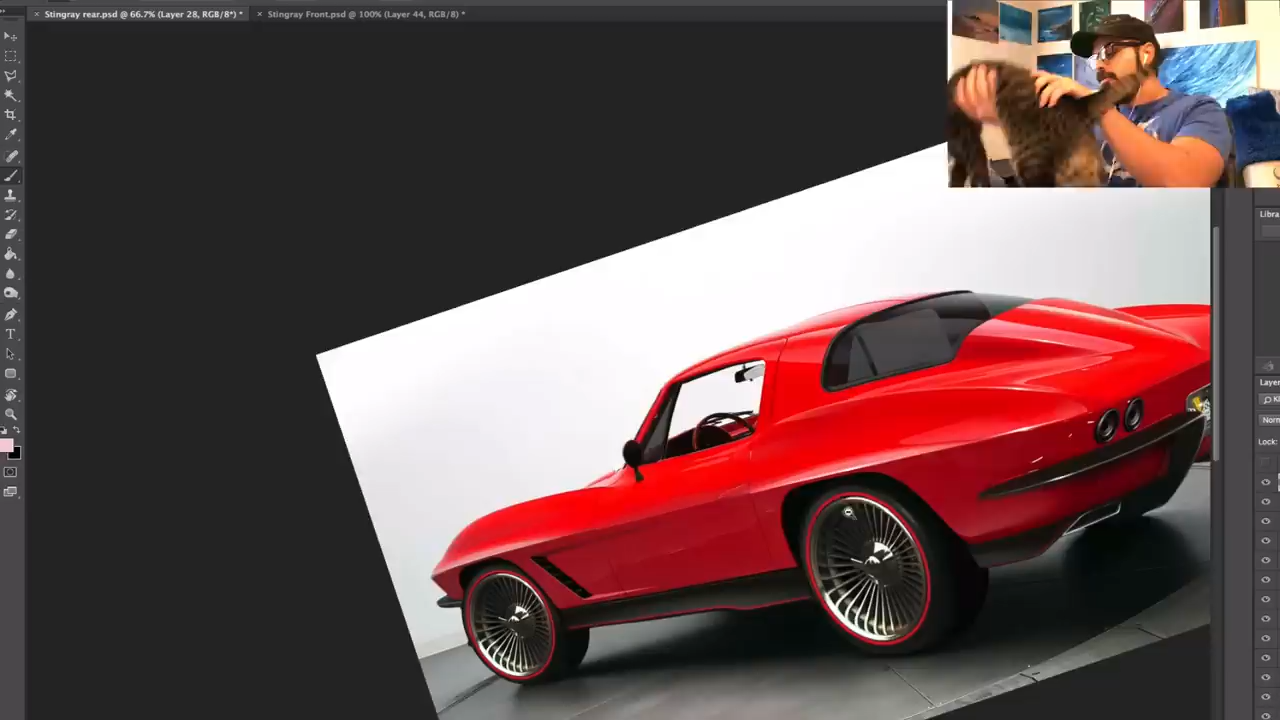 × Stingray rear.psd @ 66.7% (Layer 28, RGB/8*) *
× Stingray Front.psd @ 100% (Layer 44, RGB/8) *
Libra
Layer
Norm
Lock: